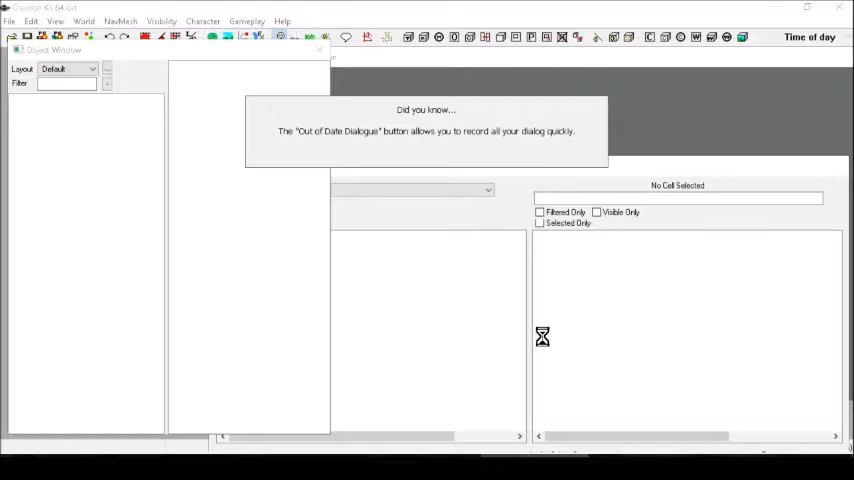 Creation Kit 64-bit
File Edit View World NavMesh Visibility Character Gameplay Help
Time of day
Object Window
Layout Default ...
Filter
Did you know...
The "Out of Date Dialogue" button allows you to record all your dialog quickly.
No Cell Selected
Filtered Only Visible Only
Selected Only